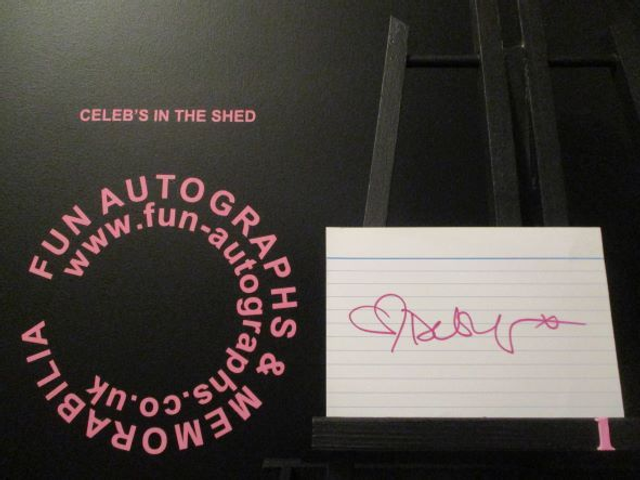 CELEB'S IN THE SHED
FUN AUTOGRAPHS & MEMORABILIA
www.fun-autographs.co.uk
1